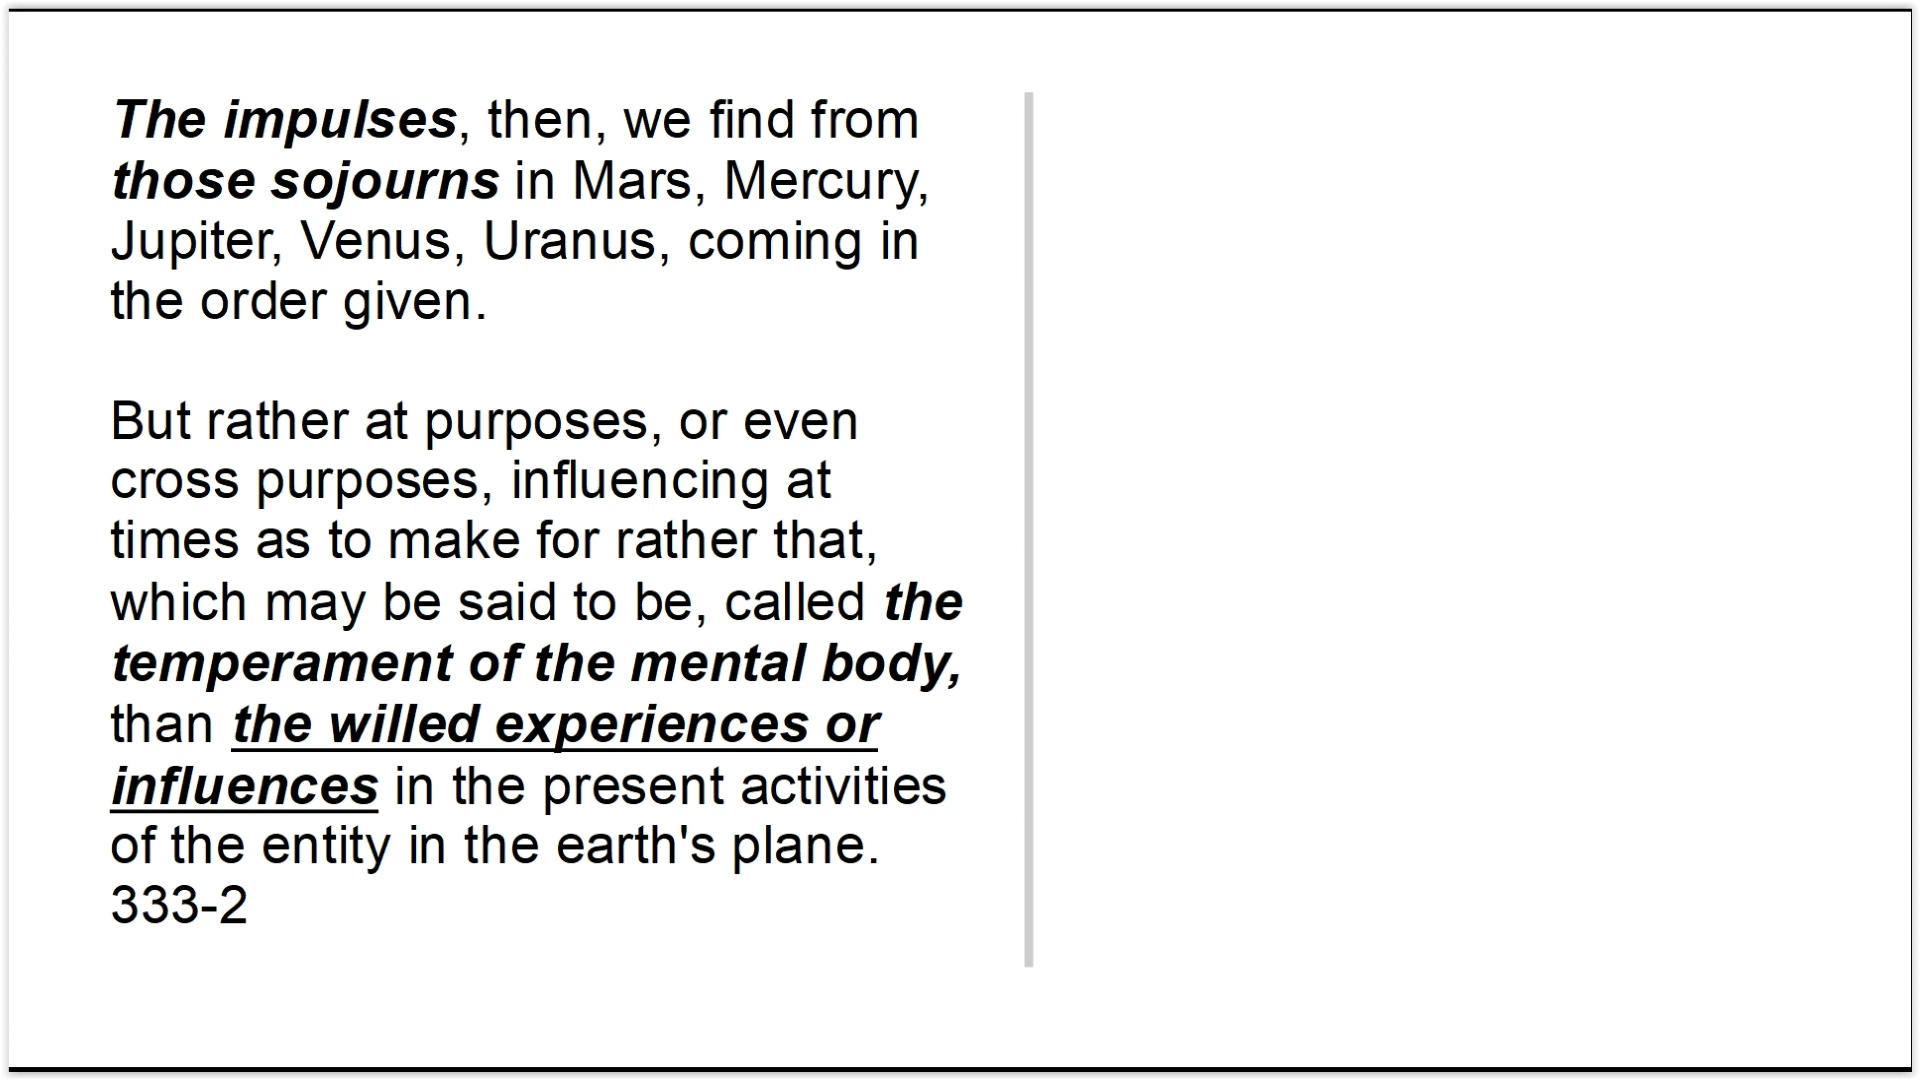 The impulses, then, we find from
those sojourns in Mars, Mercury,
Jupiter, Venus, Uranus, coming in
the order given.
But rather at purposes, or even
cross purposes, influencing at
times as to make for rather that,
which may be said to be, called the
temperament of the mental body,
than the willed experiences or
influences in the present activities
of the entity in the earth's plane.
333-2